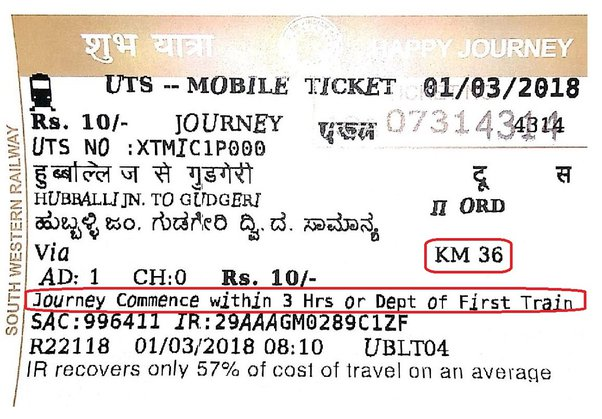 शुभ यात्रा HAPPY JOURNEY
UTS -- MOBILE TICKET 01/03/2018
Rs. 10/- JOURNEY 07314314 4314
UTS NO :XTMIC1P000
हुब्बल्लि ज से गुडगेरी दू स
HUBBALLI JN. TO GUDGERI II ORD
ಹುಬ್ಬಳ್ಳಿ ಜಂ. ಗುಡಗೇರಿ ದ್ವಿ. ದ. ಸಾಮಾನ್ಯ
Via KM 36
AD: 1 CH:0 Rs. 10/-
Journey Commence within 3 Hrs or Dept of First Train
SAC:996411 IR:29AAAGM0289C1ZF
R22118 01/03/2018 08:10 UBLT04
IR recovers only 57% of cost of travel on an average
SOUTH WESTERN RAILWAY